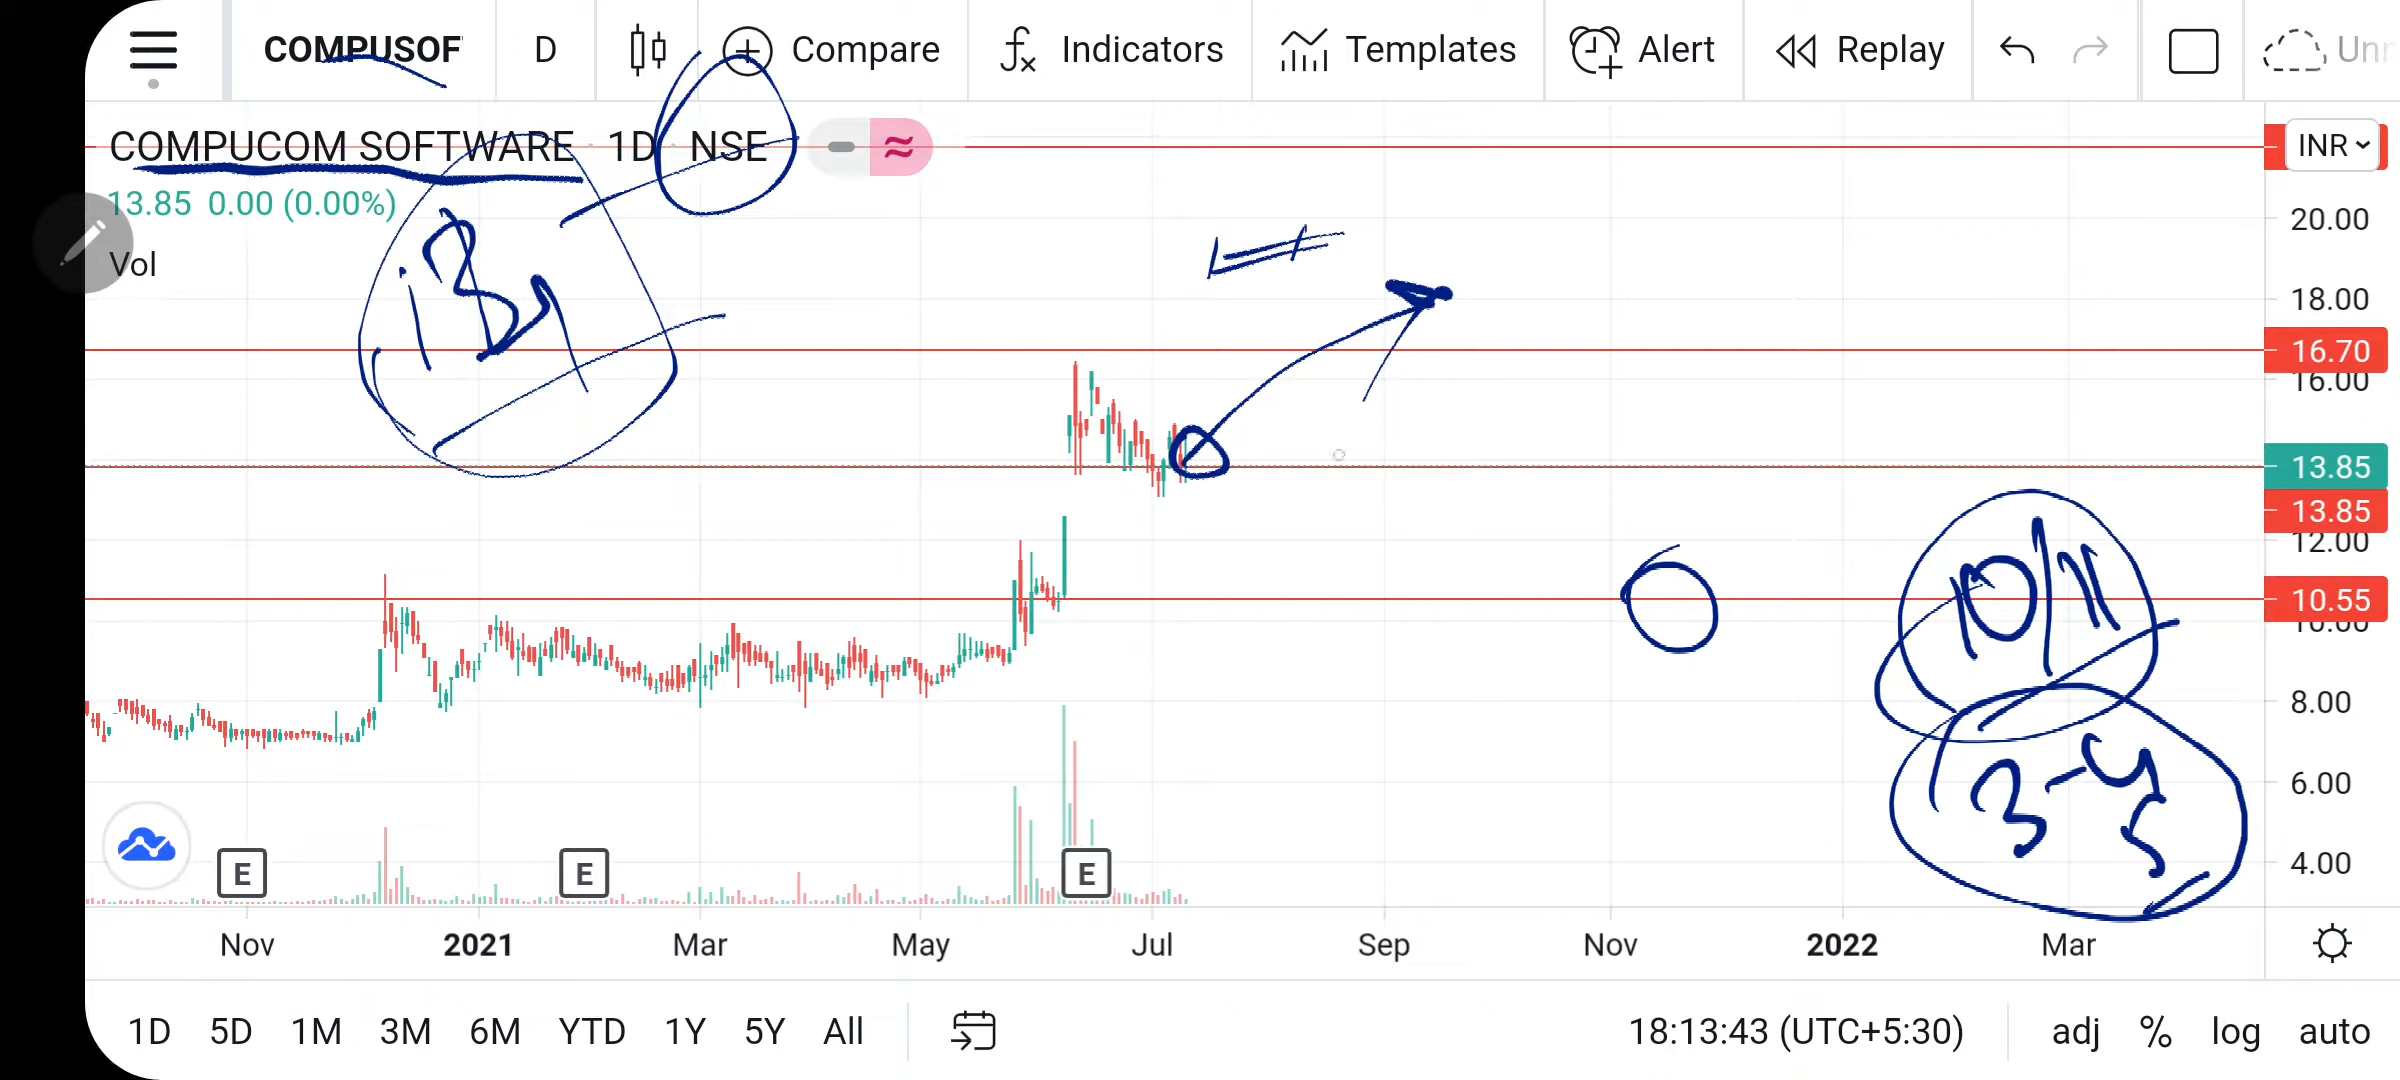 COMPUSOF D Compare Indicators Templates Alert Replay Unn
COMPUCOM SOFTWARE · 1D · NSE INR
13.85 0.00 (0.00%)
Vol
20.00
18.00
16.70
16.00
13.85
13.85
12.00
10.55
10.00
8.00
6.00
4.00
10/11
3-4
5
E E E
Nov 2021 Mar May Jul Sep Nov 2022 Mar
1D 5D 1M 3M 6M YTD 1Y 5Y All 18:13:43 (UTC+5:30) adj % log auto